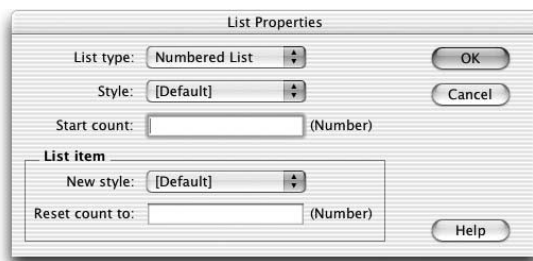 List Properties
List type: Numbered List OK
Style: [Default] Cancel
Start count: (Number)
List item
New style: [Default]
Reset count to: (Number)
Help